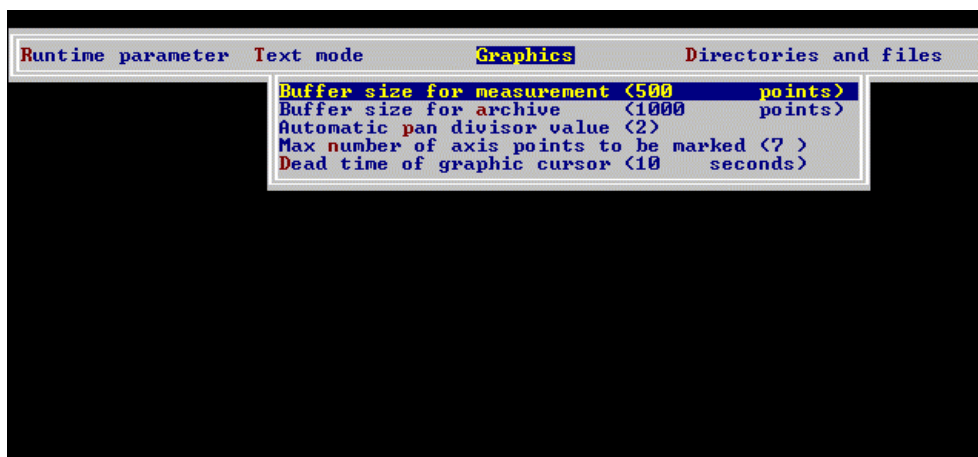 Runtime parameter Text mode Graphics Directories and files
Buffer size for measurement (500 points)
Buffer size for archive (1000 points)
Automatic pan divisor value (2)
Max number of axis points to be marked (7 )
Dead time of graphic cursor (10 seconds)